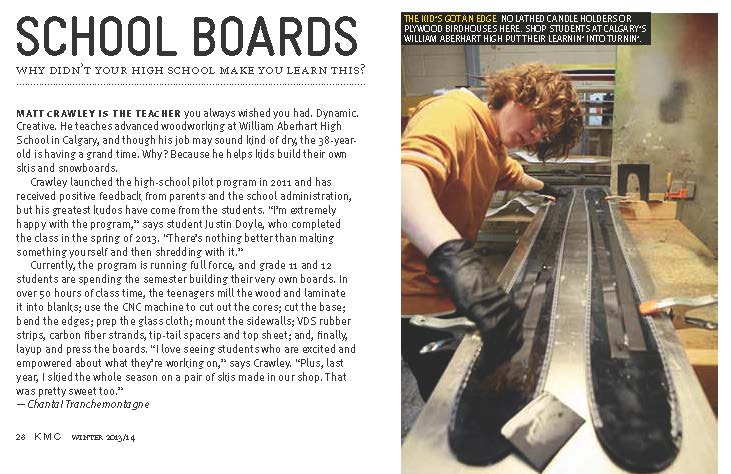 SCHOOL BOARDS
WHY DIDN'T YOUR HIGH SCHOOL MAKE YOU LEARN THIS?
THE KID'S GOT AN EDGE NO LATHED CANDLE HOLDERS OR
PLYWOOD BIRDHOUSES HERE. SHOP STUDENTS AT CALGARY'S
WILLIAM ABERHART HIGH PUT THEIR LEARNIN' INTO TURNIN'.
MATT CRAWLEY IS THE TEACHER you always wished you had. Dynamic.
Creative. He teaches advanced woodworking at William Aberhart High
School in Calgary, and though his job may sound kind of dry, the 38-year-
old is having a grand time. Why? Because he helps kids build their own
skis and snowboards.
Crawley launched the high-school pilot program in 2011 and has
received positive feedback from parents and the school administration,
but his greatest kudos have come from the students. "I'm extremely
happy with the program," says student Justin Doyle, who completed
the class in the spring of 2013. "There's nothing better than making
something yourself and then shredding with it."
Currently, the program is running full force, and grade 11 and 12
students are spending the semester building their very own boards. In
over 50 hours of class time, the teenagers mill the wood and laminate
it into blanks; use the CNC machine to cut out the cores; cut the base;
bend the edges; prep the glass cloth; mount the sidewalls; VDS rubber
strips, carbon fiber strands, tip-tail spacers and top sheet; and, finally,
layup and press the boards. "I love seeing students who are excited and
empowered about what they're working on," says Crawley. "Plus, last
year, I skied the whole season on a pair of skis made in our shop. That
was pretty sweet too."
— Chantal Tranchemontagne
28 KMC WINTER 2013/14